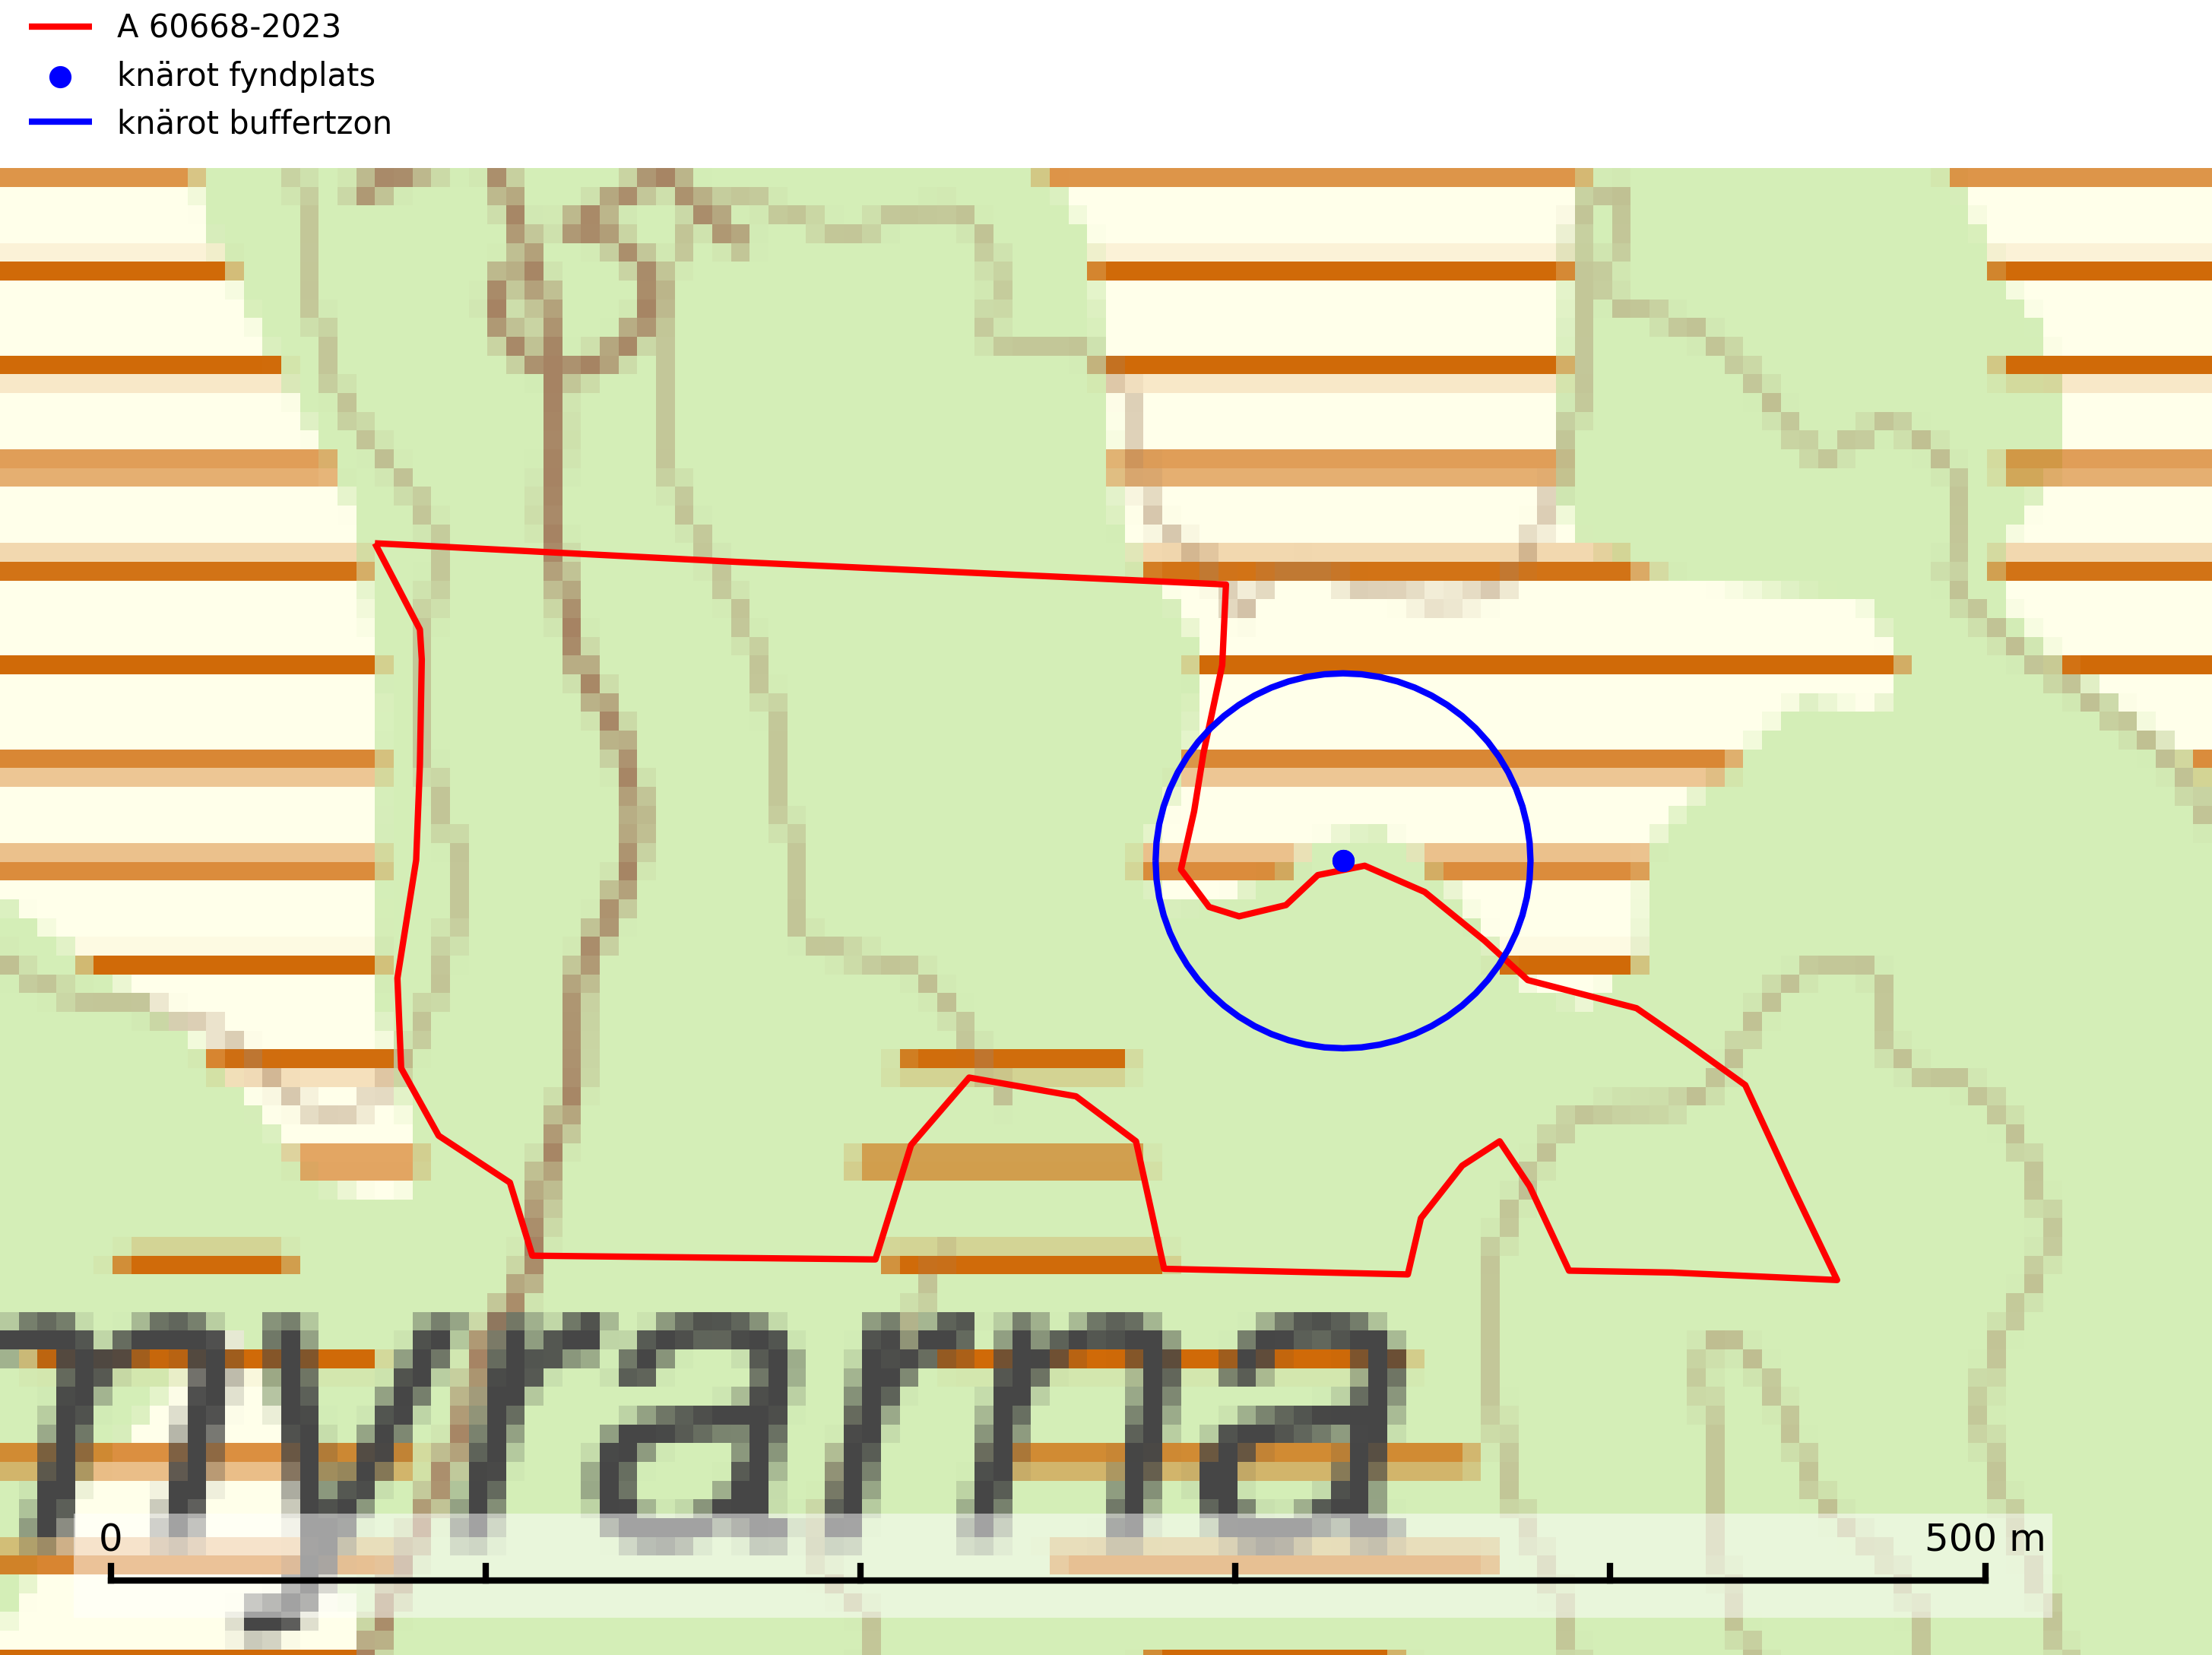 A 60668-2023
knärot fyndplats
knärot buffertzon
0
500 m